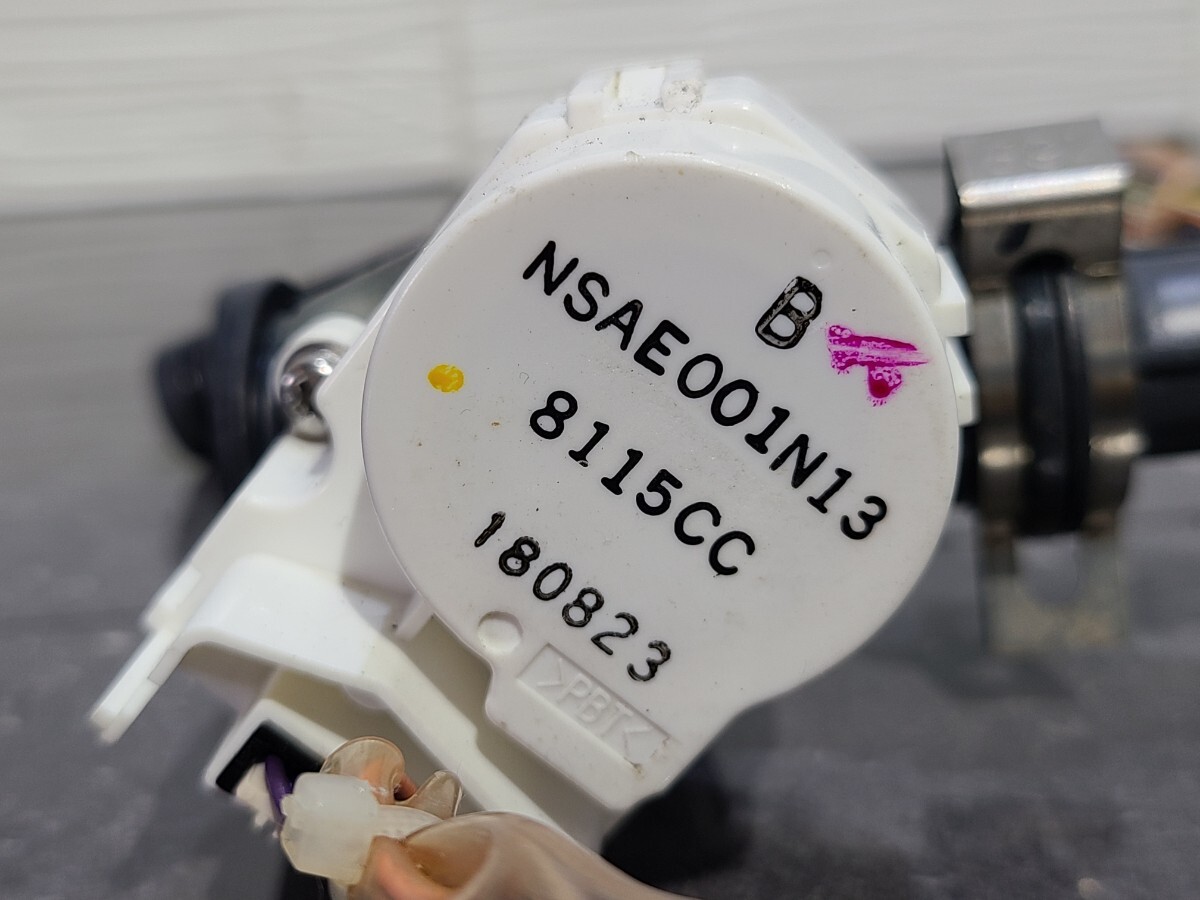 B
NSAE001N13
8115CC
180823
>PBT<